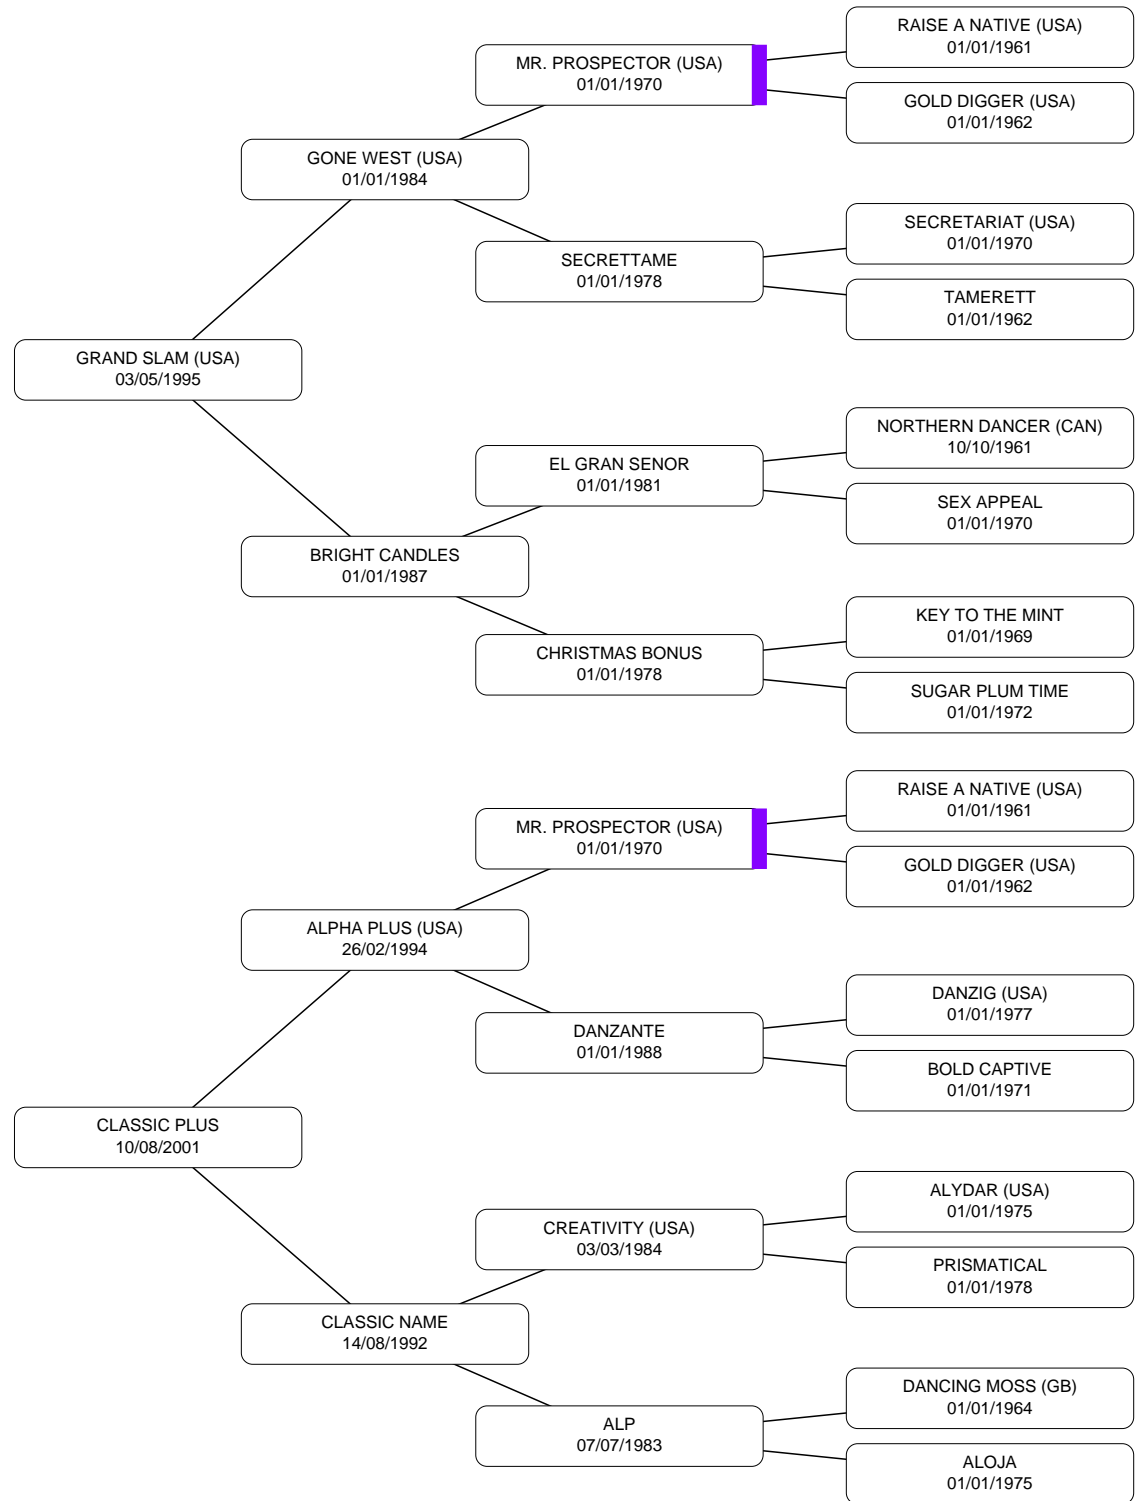 RAISE A NATIVE (USA)
01/01/1961
MR. PROSPECTOR (USA)
01/01/1970
GOLD DIGGER (USA)
01/01/1962
GONE WEST (USA)
01/01/1984
SECRETARIAT (USA)
01/01/1970
SECRETTAME
01/01/1978
TAMERETT
01/01/1962
GRAND SLAM (USA)
03/05/1995
NORTHERN DANCER (CAN)
10/10/1961
EL GRAN SENOR
01/01/1981
SEX APPEAL
01/01/1970
BRIGHT CANDLES
01/01/1987
KEY TO THE MINT
01/01/1969
CHRISTMAS BONUS
01/01/1978
SUGAR PLUM TIME
01/01/1972
RAISE A NATIVE (USA)
01/01/1961
MR. PROSPECTOR (USA)
01/01/1970
GOLD DIGGER (USA)
01/01/1962
ALPHA PLUS (USA)
26/02/1994
DANZIG (USA)
01/01/1977
DANZANTE
01/01/1988
BOLD CAPTIVE
01/01/1971
CLASSIC PLUS
10/08/2001
ALYDAR (USA)
01/01/1975
CREATIVITY (USA)
03/03/1984
PRISMATICAL
01/01/1978
CLASSIC NAME
14/08/1992
DANCING MOSS (GB)
01/01/1964
ALP
07/07/1983
ALOJA
01/01/1975